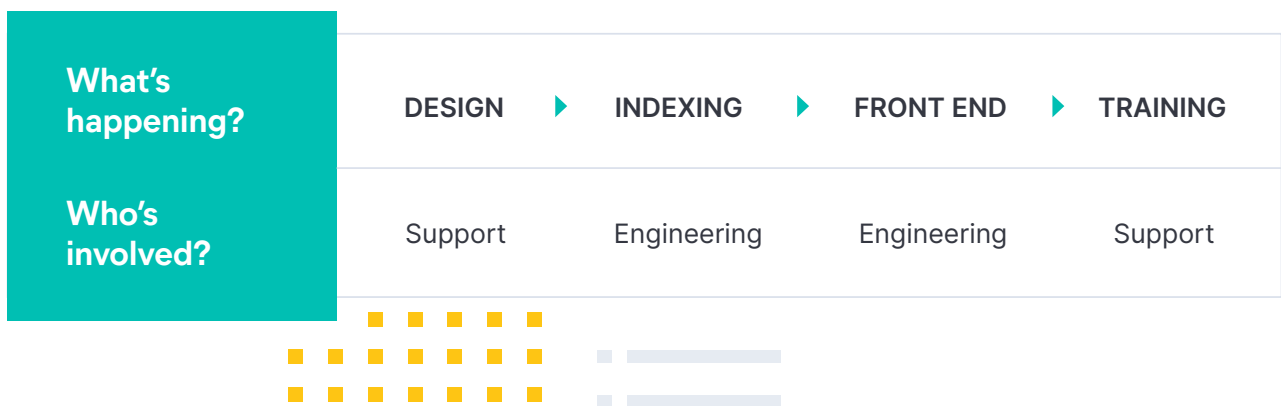 What’s
happening?
DESIGN INDEXING FRONT END TRAINING
Who’s
involved?
Support Engineering Engineering Support